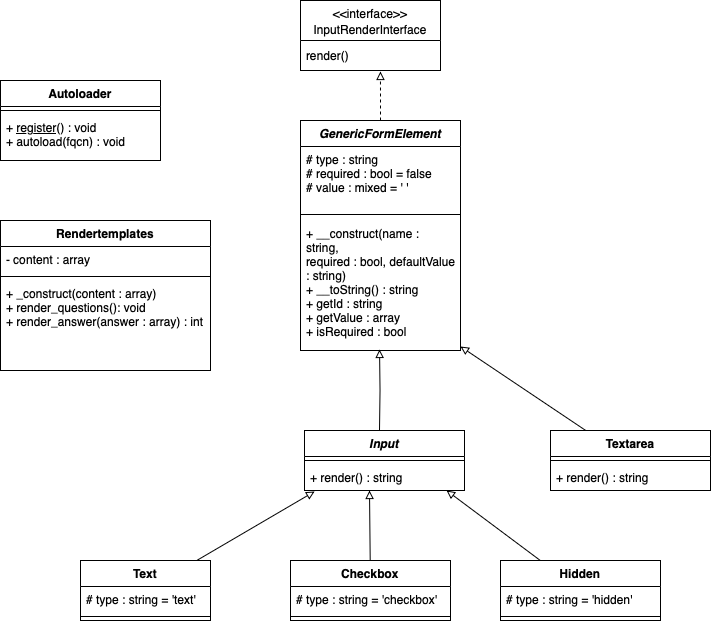 <<interface>>
InputRenderInterface
render()
Autoloader
+ register() : void
+ autoload(fqcn) : void
GenericFormElement
# type : string
# required : bool = false
# value : mixed = ' '
+ __construct(name :
string,
required : bool, defaultValue
: string)
+ __toString() : string
+ getId : string
+ getValue : array
+ isRequired : bool
Rendertemplates
- content : array
+ _construct(content : array)
+ render_questions(): void
+ render_answer(answer : array) : int
Input
+ render() : string
Textarea
+ render() : string
Text
# type : string = 'text'
Checkbox
# type : string = 'checkbox'
Hidden
# type : string = 'hidden'